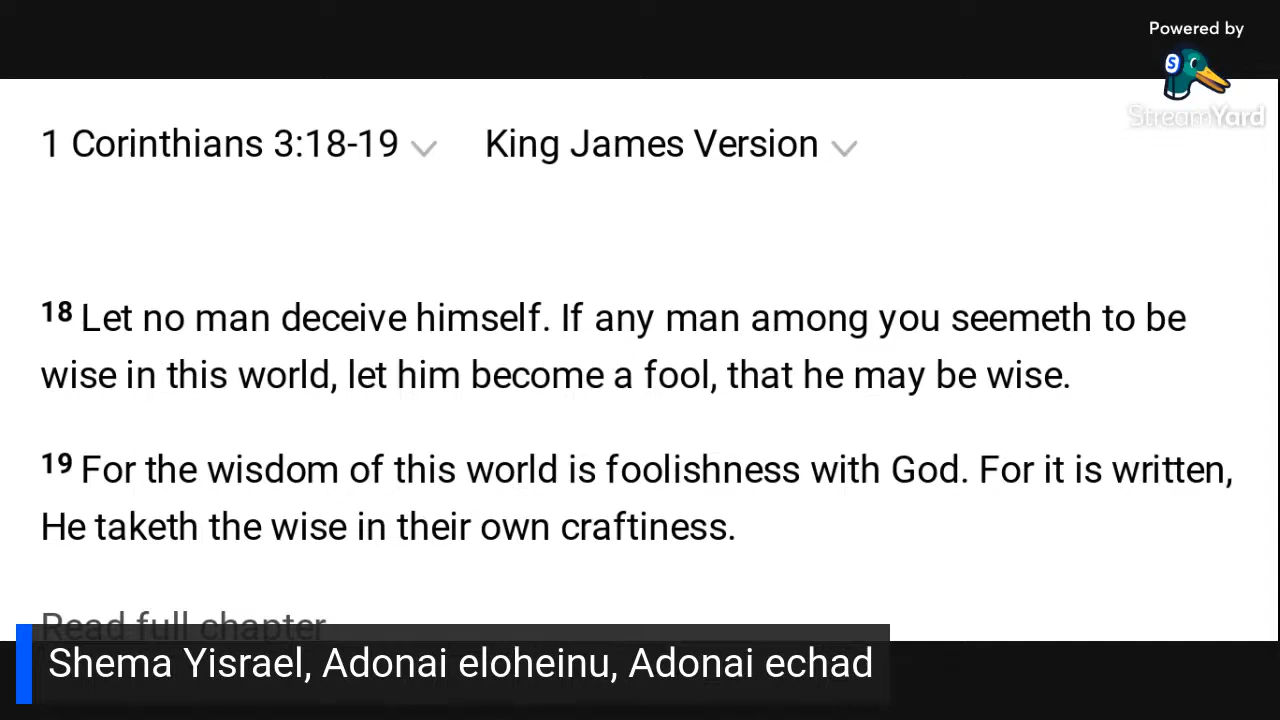 Powered by
StreamYard
1 Corinthians 3:18-19
King James Version
18 Let no man deceive himself. If any man among you seemeth to be
wise in this world, let him become a fool, that he may be wise.
19 For the wisdom of this world is foolishness with God. For it is written,
He taketh the wise in their own craftiness.
Read full chapter
Shema Yisrael, Adonai eloheinu, Adonai echad